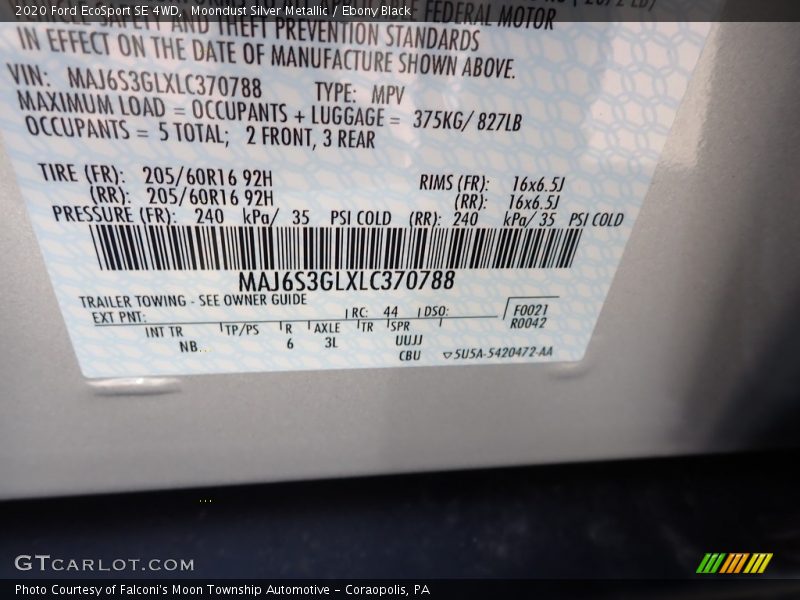 2020 Ford EcoSport SE 4WD, Moondust Silver Metallic / Ebony Black
FEDERAL MOTOR
VEHICLE SAFETY AND THEFT PREVENTION STANDARDS
IN EFFECT ON THE DATE OF MANUFACTURE SHOWN ABOVE.
VIN: MAJ6S3GLXLC370788 TYPE: MPV
MAXIMUM LOAD = OCCUPANTS + LUGGAGE = 375KG/ 827LB
OCCUPANTS = 5 TOTAL; 2 FRONT, 3 REAR
TIRE (FR): 205/60R16 92H RIMS (FR): 16x6.5J
(RR): 205/60R16 92H (RR): 16x6.5J
PRESSURE (FR): 240 kPa/ 35 PSI COLD (RR): 240 kPa/ 35 PSI COLD
MAJ6S3GLXLC370788
TRAILER TOWING - SEE OWNER GUIDE
EXT PNT: RC: 44 DSO: F0021
R0042
INT TR TP/PS R AXLE TR SPR
NB... 6 3L UUJJ
CBU 5U5A-5420472-AA
GTCARLOT.COM
Photo Courtesy of Falconi's Moon Township Automotive - Coraopolis, PA